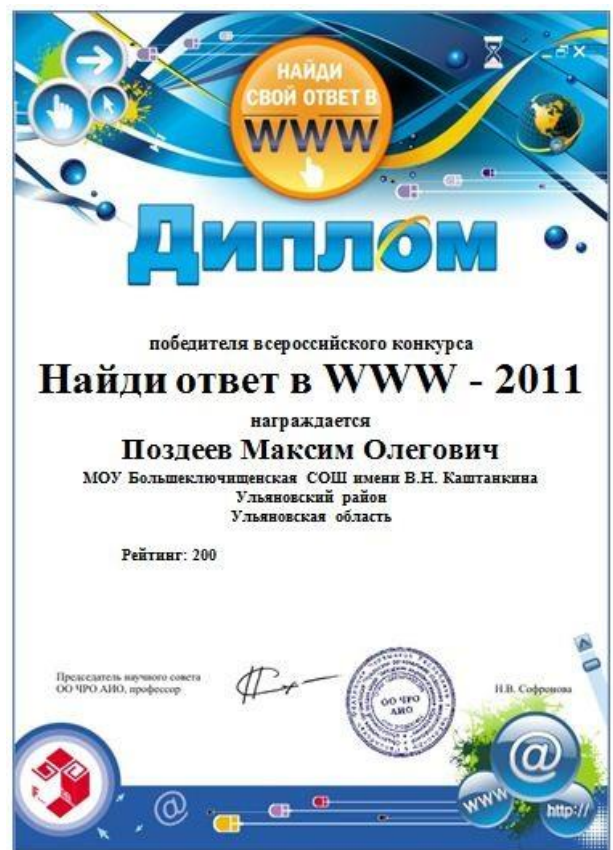 НАЙДИ
СВОЙ ОТВЕТ В
WWW
Диплом
победителя всероссийского конкурса
Найди ответ в WWW - 2011
награждается
Поздеев Максим Олегович
МОУ Большеключищенская СОШ имени В.Н. Каштанкина
Ульяновский район
Ульяновская область
Рейтинг: 200
Председатель научного совета
ОО ЧРО АИО, профессор
ОО ЧРО
АИО
Н.В. Софронова
@
@
www
http://